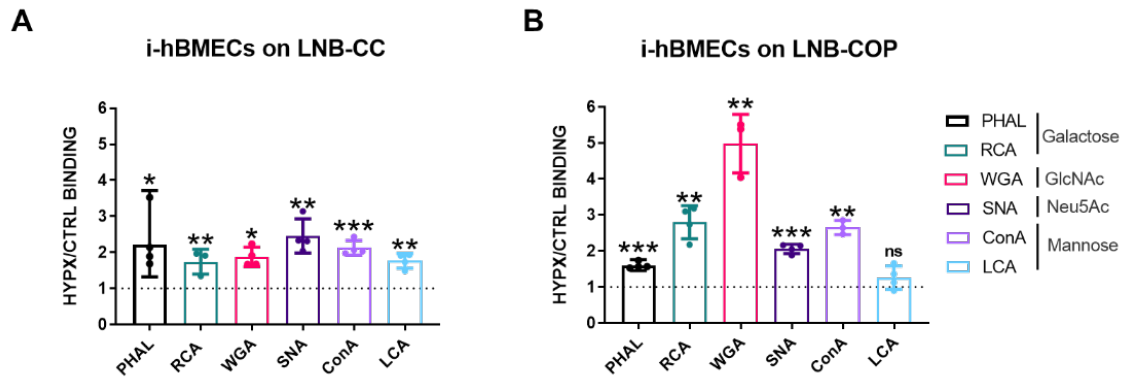 A
i-hBMECs on LNB-CC
HYPX/CTRL BINDING
6
5
4
3
2
1
0
*
**
*
**
***
**
PHAL
RCA
WGA
SNA
ConA
LCA
B
i-hBMECs on LNB-COP
HYPX/CTRL BINDING
6
5
4
3
2
1
0
***
**
**
***
**
ns
PHAL
RCA
WGA
SNA
ConA
LCA
PHAL
RCA
Galactose
WGA
GlcNAc
SNA
Neu5Ac
ConA
LCA
Mannose